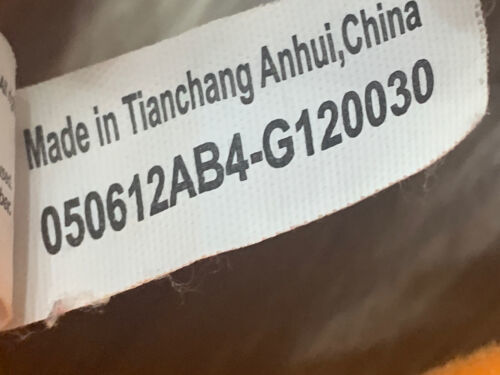 Made in Tianchang Anhui,China
050612AB4-G120030